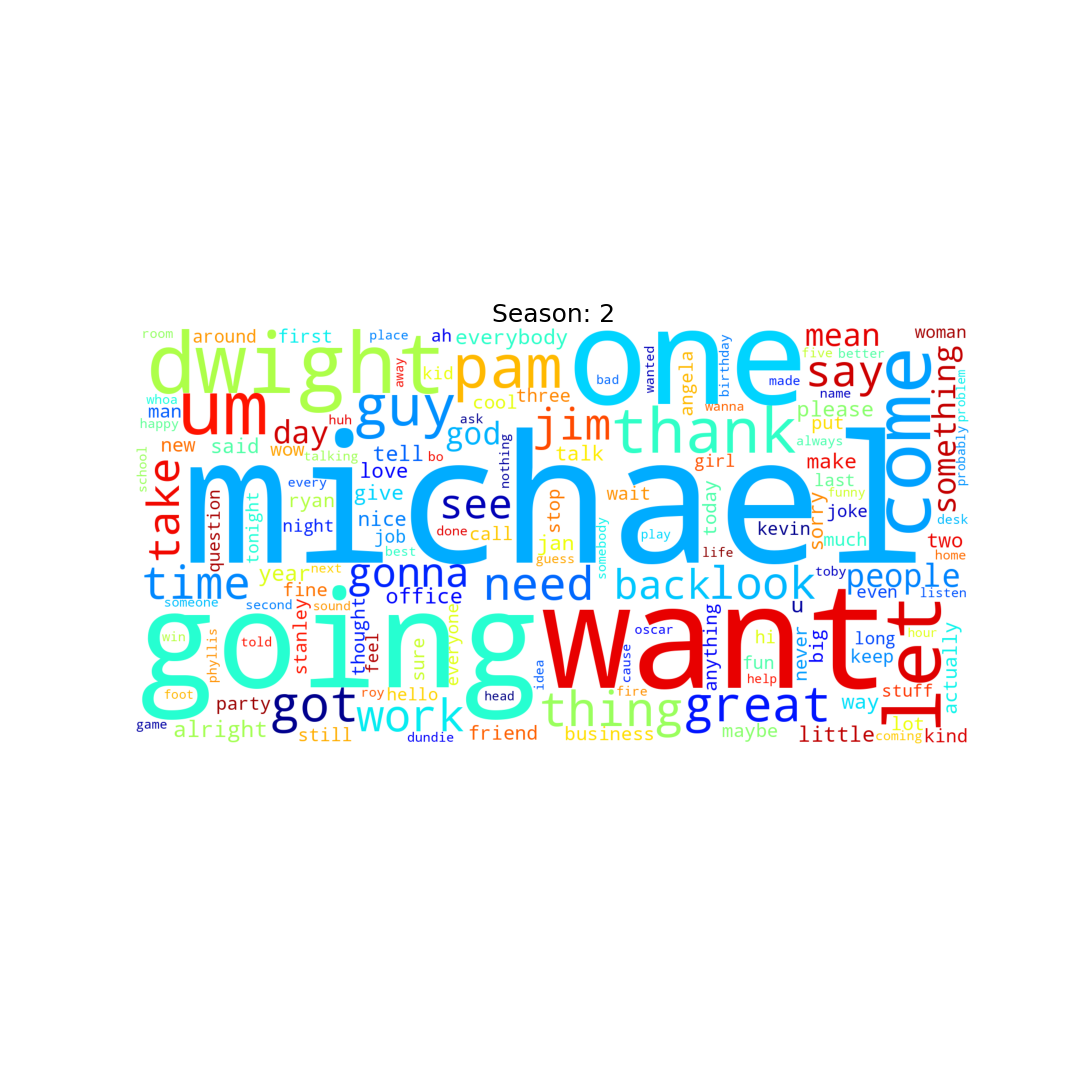 Season: 2
room around first place ah everybody one mean woman
dwight away kid pam bad wanted angela birthday made five better say come something problem
whoa man happy um guy cool three wanna name please put
new said wow day huh talking tell bo god ask jim thank talk girl always make probably
school take question tonight every love ryan give nice job night michael see nothing done call best stop wait today last funny joke sorry much kevin desk two home
jan guess somebody play life
time year next fine gonna office need back look toby people even listen
someone second sound thought going want oscar u let
win phyllis told stanley feel sure everyone idea cause anything hi fun help never big long keep hour actually
foot party got roy hello head fire thing great way stuff
game alright still work dundie friend business maybe little lot coming kind